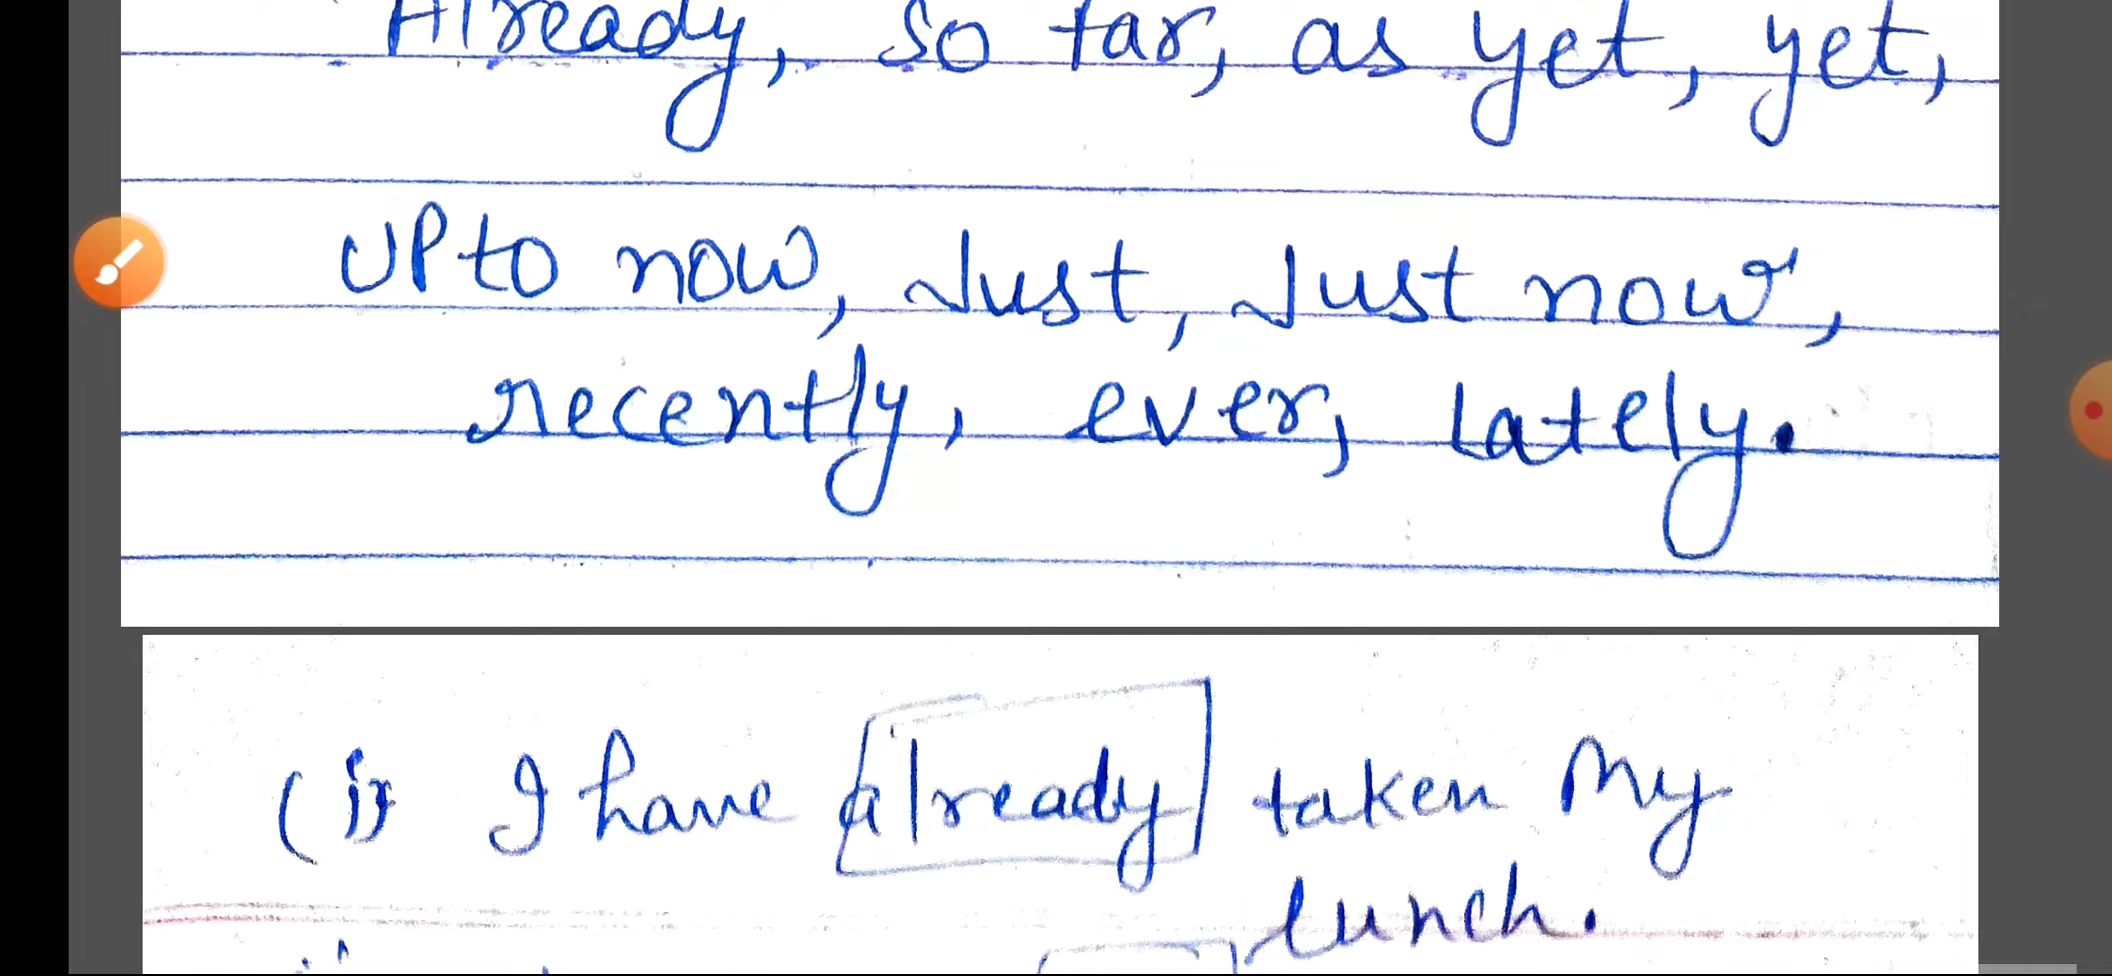 Already, so far, as yet, yet,
Upto now, Just, Just now,
recently, ever, lately.
(i) I have already taken My
lunch.